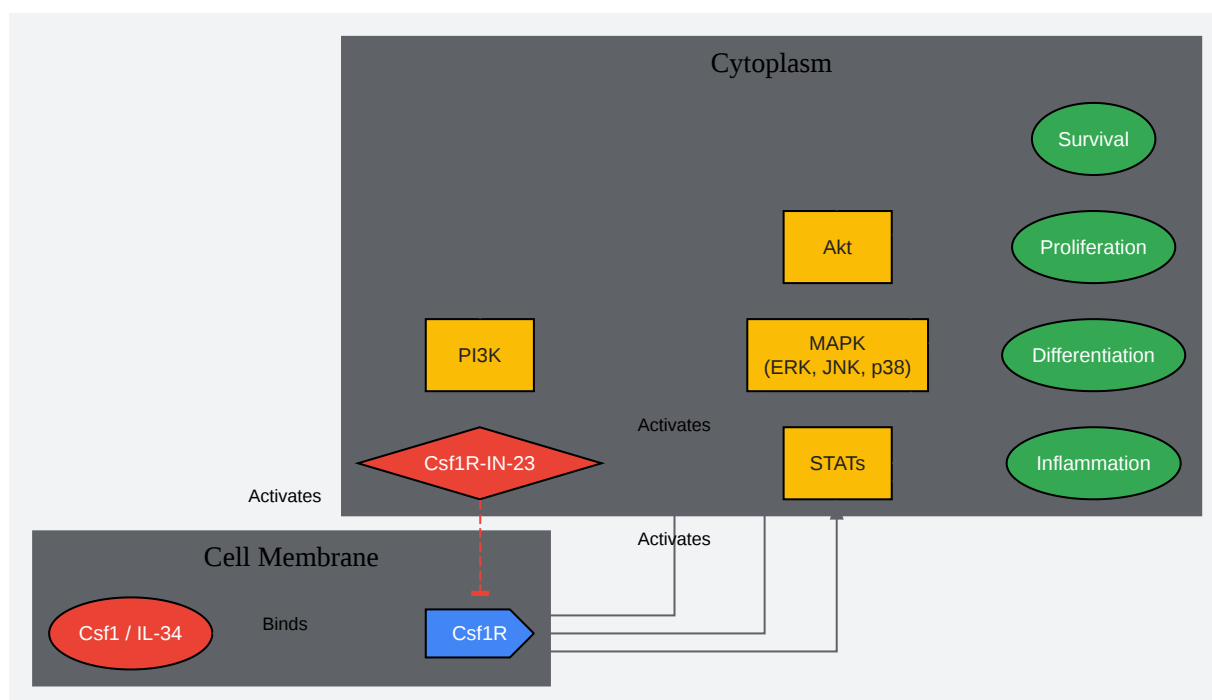 Cytoplasm
Survival
Akt
Proliferation
PI3K
MAPK
(ERK, JNK, p38)
Differentiation
Activates
Csf1R-IN-23
STATs
Inflammation
Activates
Activates
Cell Membrane
Csf1 / IL-34
Binds
Csf1R